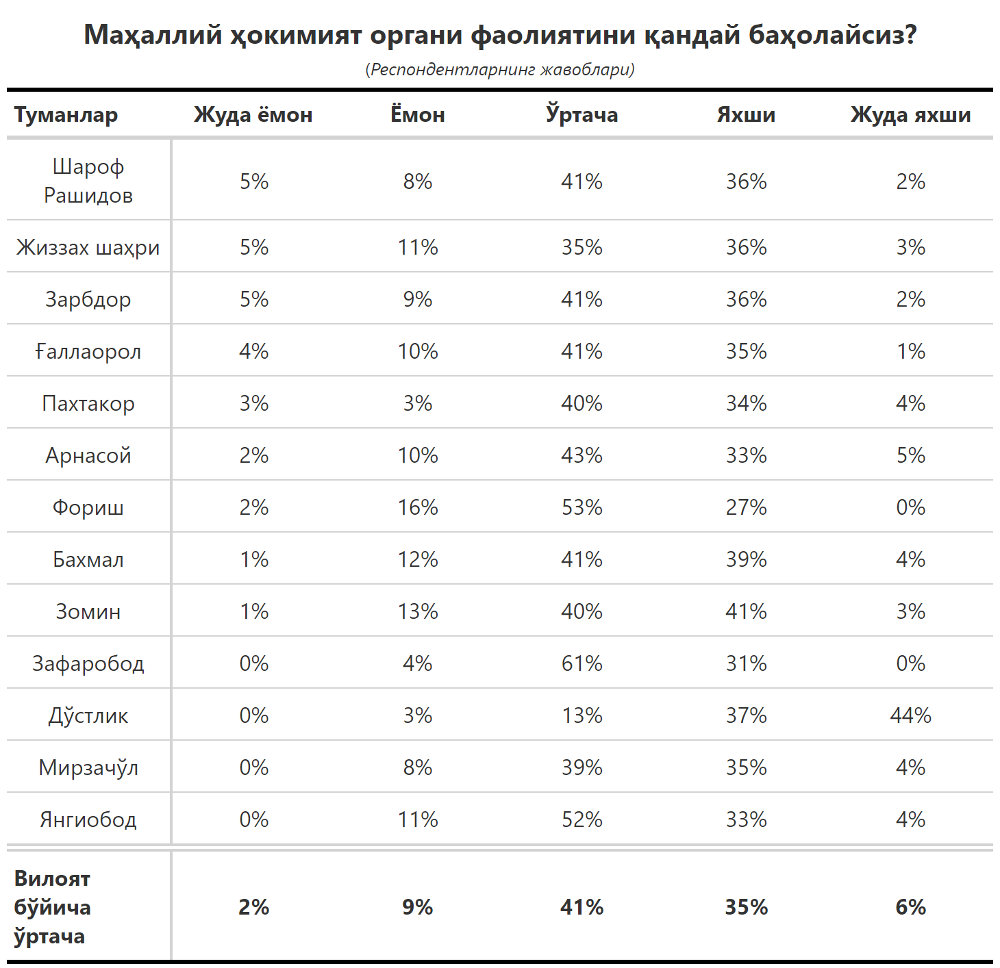 Маҳаллий ҳокимият органи фаолиятини қандай баҳолайсиз?
(Респондентларнинг жавоблари)
Туманлар Жуда ёмон Ёмон Ўртача Яхши Жуда яхши
Шароф
Рашидов 5% 8% 41% 36% 2%
Жиззах шаҳри 5% 11% 35% 36% 3%
Зарбдор 5% 9% 41% 36% 2%
Ғаллаорол 4% 10% 41% 35% 1%
Пахтакор 3% 3% 40% 34% 4%
Арнасой 2% 10% 43% 33% 5%
Фориш 2% 16% 53% 27% 0%
Бахмал 1% 12% 41% 39% 4%
Зомин 1% 13% 40% 41% 3%
Зафаробод 0% 4% 61% 31% 0%
Дўстлик 0% 3% 13% 37% 44%
Мирзачўл 0% 8% 39% 35% 4%
Янгиобод 0% 11% 52% 33% 4%
Вилоят
бўйича 2% 9% 41% 35% 6%
ўртача